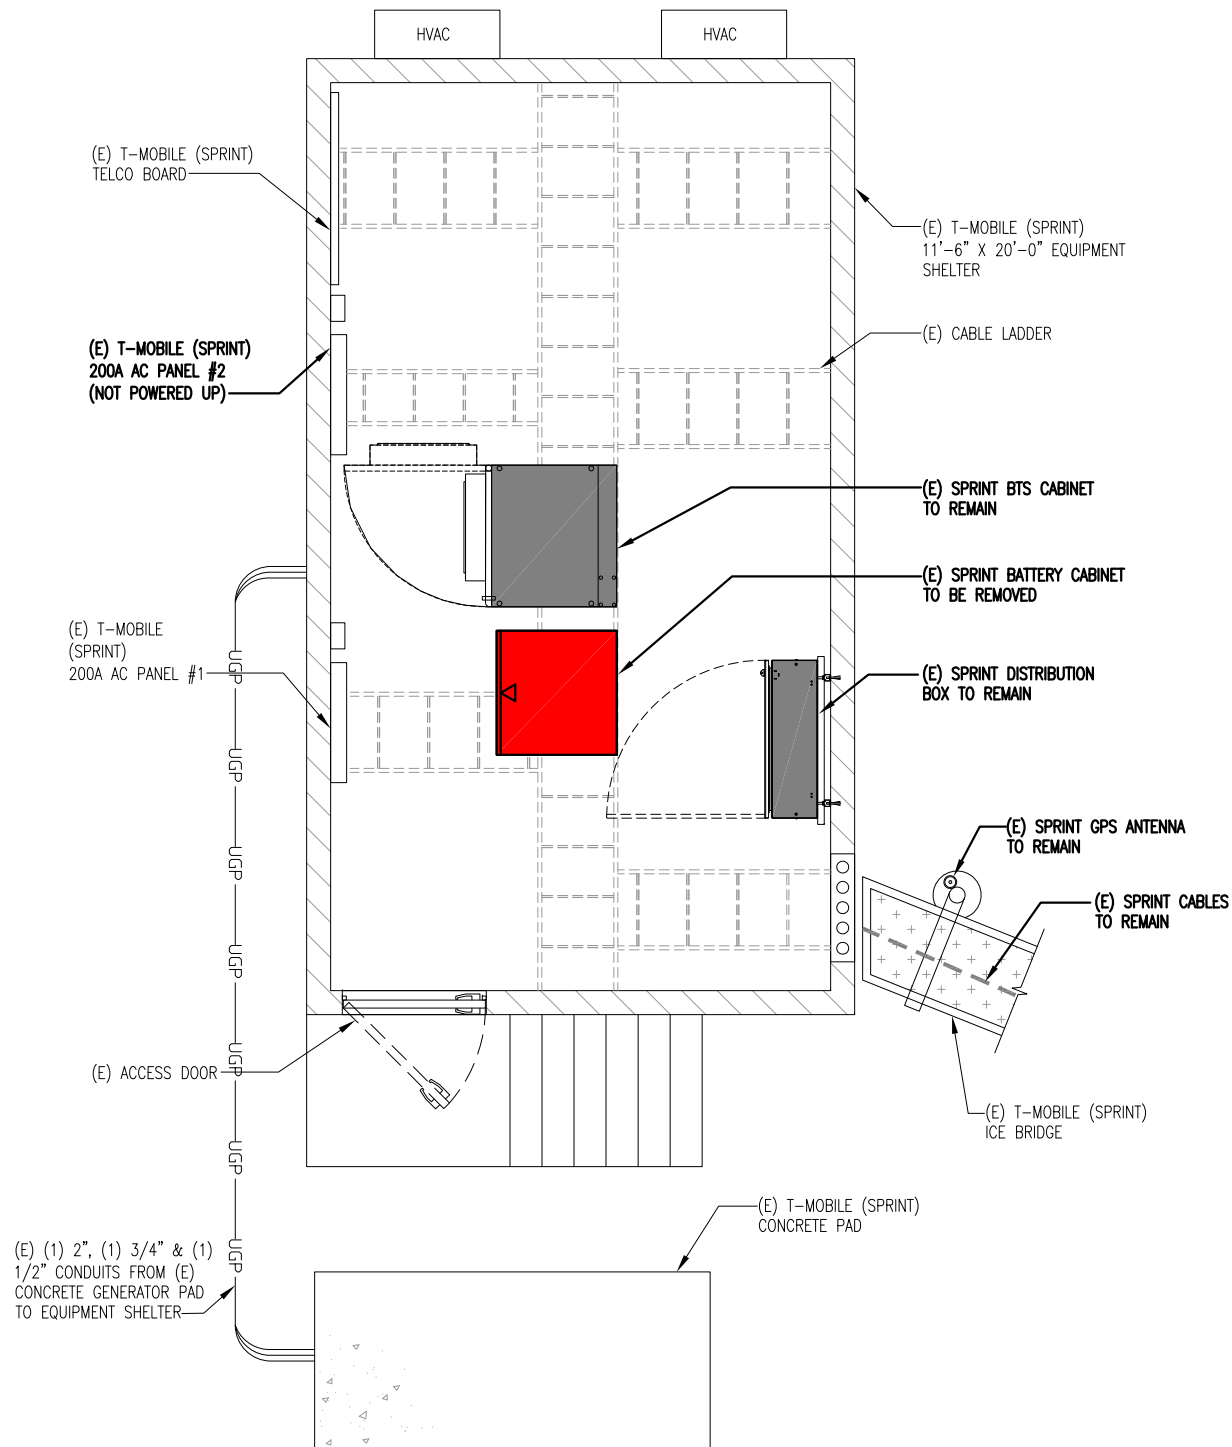 HVAC
HVAC
(E) T-MOBILE (SPRINT)
TELCO BOARD
(E) T-MOBILE (SPRINT)
11'-6" X 20'-0" EQUIPMENT
SHELTER
(E) T-MOBILE (SPRINT)
200A AC PANEL #2
(NOT POWERED UP)
(E) CABLE LADDER
(E) SPRINT BTS CABINET
TO REMAIN
(E) SPRINT BATTERY CABINET
TO BE REMOVED
(E) T-MOBILE
(SPRINT)
200A AC PANEL #1
(E) SPRINT DISTRIBUTION
BOX TO REMAIN
UGP
UGP
UGP
UGP
UGP
UGP
UGP
(E) SPRINT GPS ANTENNA
TO REMAIN
(E) SPRINT CABLES
TO REMAIN
(E) ACCESS DOOR
(E) T-MOBILE (SPRINT)
ICE BRIDGE
(E) T-MOBILE (SPRINT)
CONCRETE PAD
(E) (1) 2", (1) 3/4" & (1)
1/2" CONDUITS FROM (E)
CONCRETE GENERATOR PAD
TO EQUIPMENT SHELTER